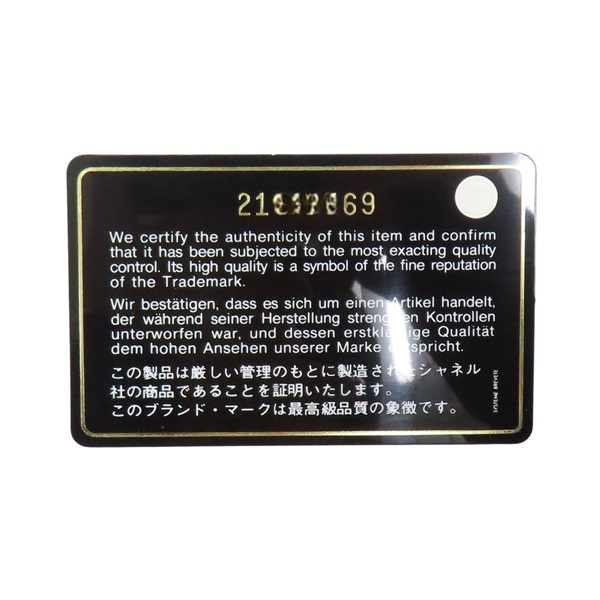 We certify the authenticity of this item and confirm
that it has been subjected to the most exacting quality
control. Its high quality is a symbol of the fine reputation
of the Trademark.
Wir bestätigen, dass es sich um einen Artikel handelt,
der während seiner Herstellung strengsten Kontrollen
unterworfen war, und dessen erstklassige Qualität
dem hohen Ansehen unserer Marke entspricht.
この製品は厳しい管理のもとに製造されたシャネル
社の商品であることを証明いたします。
このブランド・マークは最高級品質の象徴です。
SYSTEME BREVETE